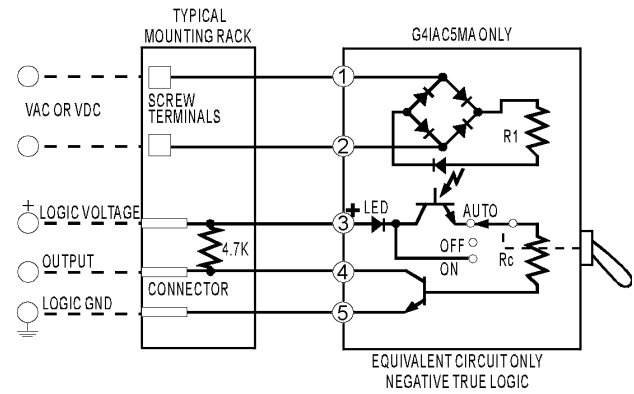 TYPICAL
MOUNTING RACK
G4IAC5MA ONLY
1
SCREW
TERMINALS
VAC OR VDC
R1
2
+
LOGIC VOLTAGE
3
+
LED
AUTO
4.7K
OFF
ON
Rc
OUTPUT
4
CONNECTOR
LOGIC GND
5
EQUIVALENT CIRCUIT ONLY
NEGATIVE TRUE LOGIC